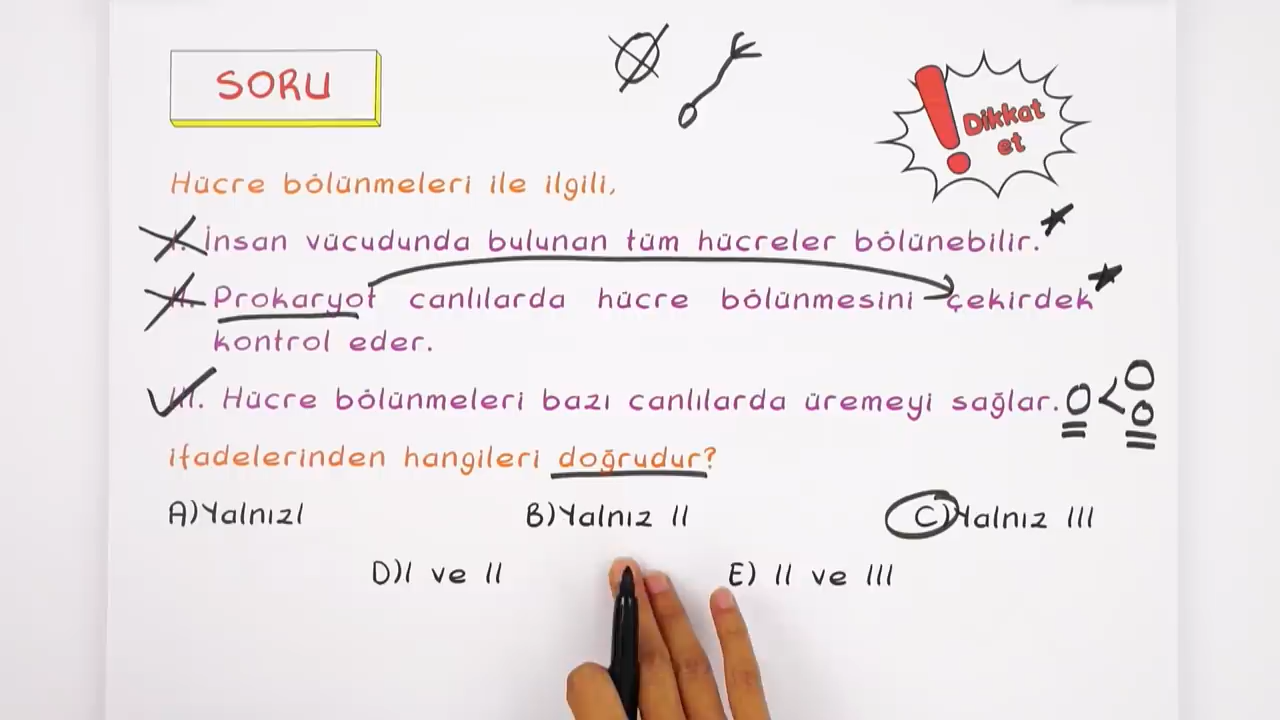 SORU
Dikkat
et
Hücre bölünmeleri ile ilgili,
I. İnsan vücudunda bulunan tüm hücreler bölünebilir.
II. Prokaryot canlılarda hücre bölünmesini çekirdek
kontrol eder.
III. Hücre bölünmeleri bazı canlılarda üremeyi sağlar.
ifadelerinden hangileri doğrudur?
A)Yalnız I
B)Yalnız II
C)Yalnız III
D)I ve II
E) II ve III